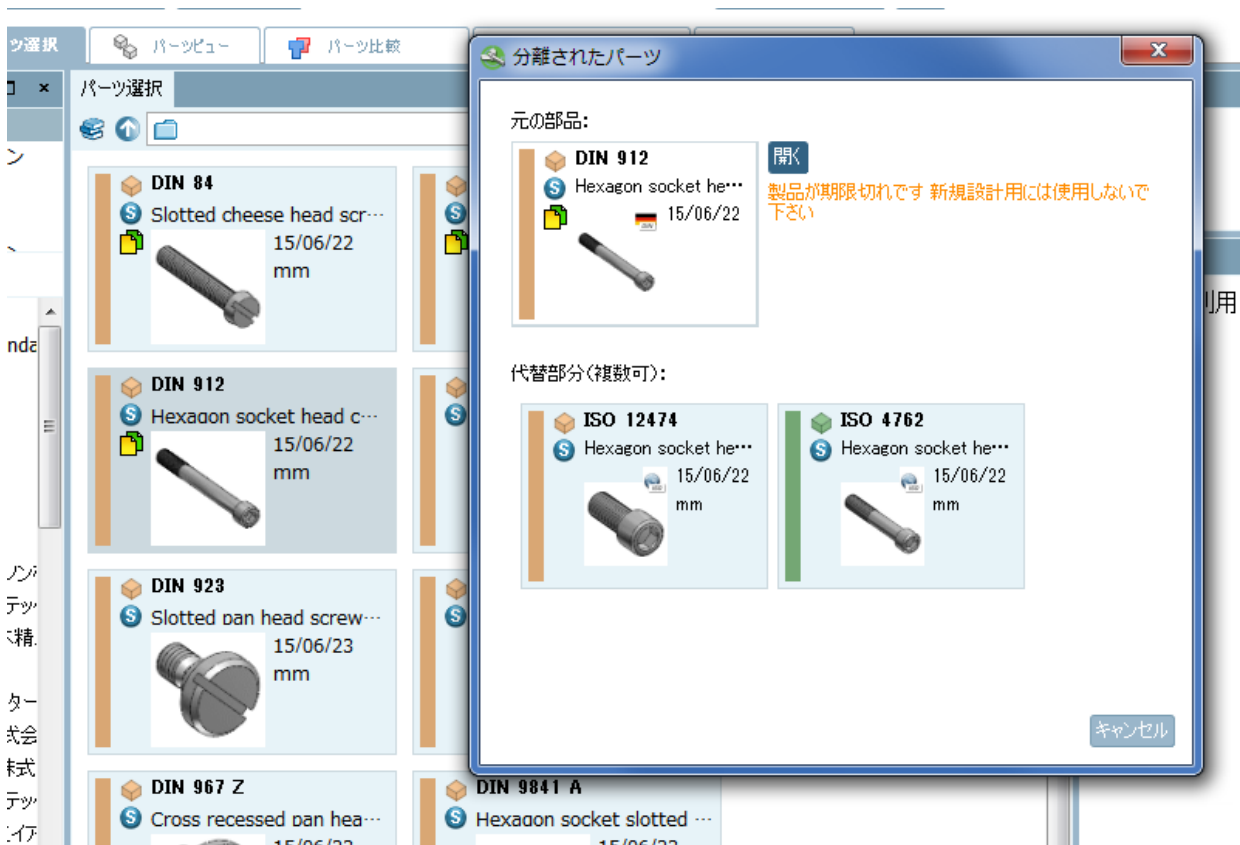 ツ選択
パーツビュー
パーツ比較
パーツ選択
DIN 84
Slotted cheese head scr…
15/06/22
mm
DIN 912
Hexagon socket head c…
15/06/22
mm
DIN 923
Slotted pan head screw…
15/06/23
mm
DIN 967 Z
Cross recessed pan hea…
DIN 9841 A
Hexagon socket slotted …
分離されたパーツ
元の部品:
DIN 912
Hexagon socket he…
15/06/22
開く
製品が期限切れです 新規設計用には使用しないで
下さい
代替部分(複数可):
ISO 12474
Hexagon socket he…
15/06/22
mm
ISO 4762
Hexagon socket he…
15/06/22
mm
キャンセル
利用